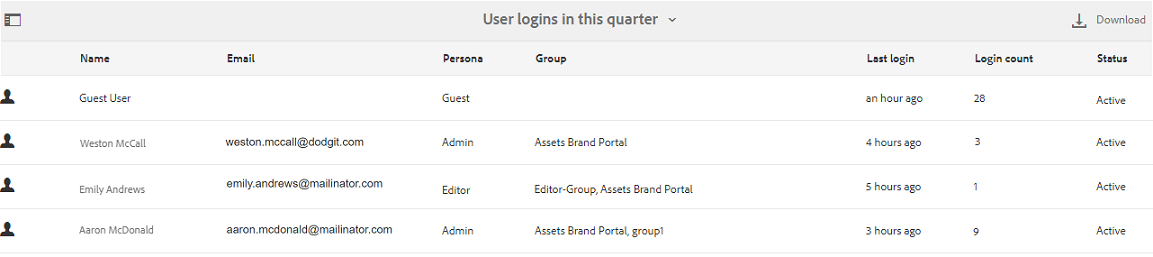 User logins in this quarter Download
Name Email Persona Group Last login Login count Status
Guest User Guest an hour ago 28 Active
Weston McCall weston.mccall@dodgit.com Admin Assets Brand Portal 4 hours ago 3 Active
Emily Andrews emily.andrews@mailinator.com Editor Editor-Group, Assets Brand Portal 5 hours ago 1 Active
Aaron McDonald aaron.mcdonald@mailinator.com Admin Assets Brand Portal, group1 3 hours ago 9 Active